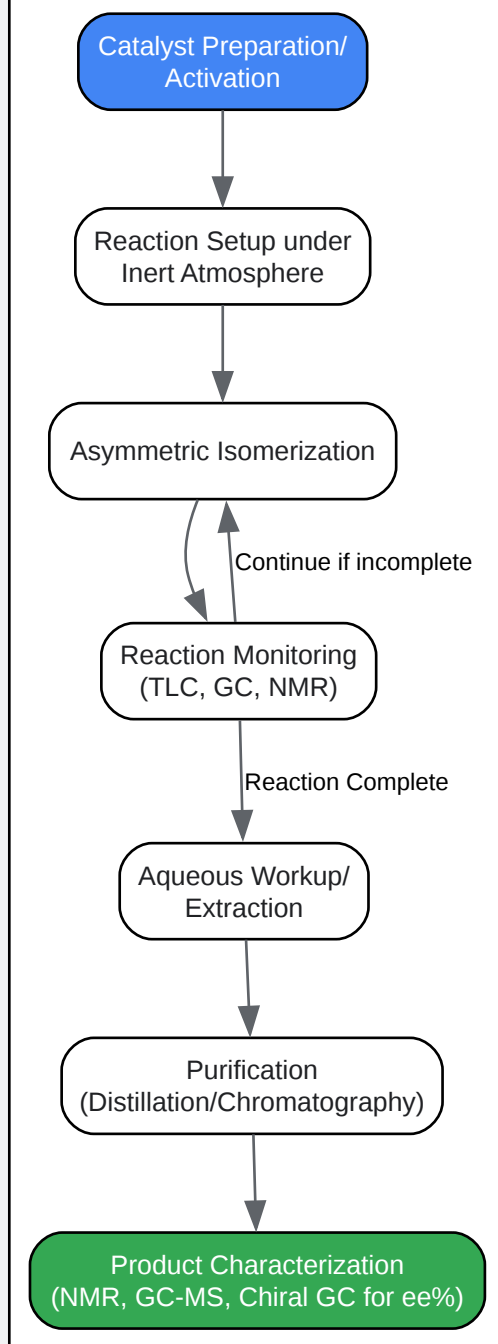 Catalyst Preparation/
Activation
Reaction Setup under
Inert Atmosphere
Asymmetric Isomerization
Continue if incomplete
Reaction Monitoring
(TLC, GC, NMR)
Reaction Complete
Aqueous Workup/
Extraction
Purification
(Distillation/Chromatography)
Product Characterization
(NMR, GC-MS, Chiral GC for ee%)